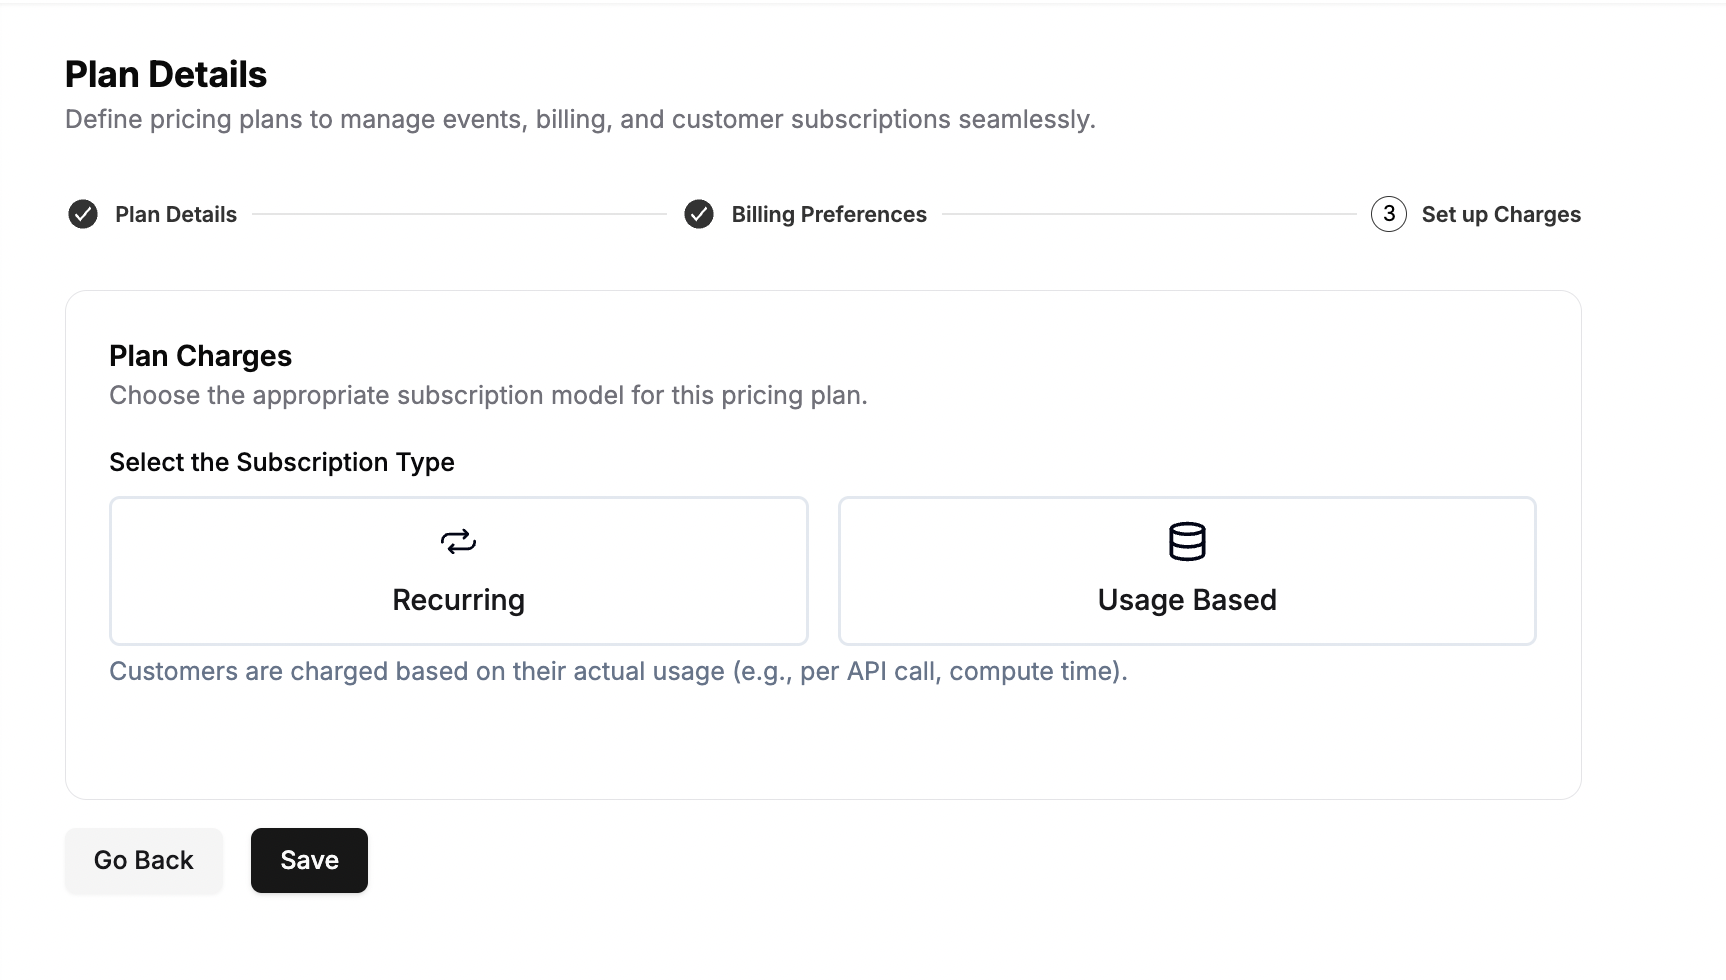 Plan Details
Define pricing plans to manage events, billing, and customer subscriptions seamlessly.
Plan Details
Billing Preferences
3 Set up Charges
Plan Charges
Choose the appropriate subscription model for this pricing plan.
Select the Subscription Type
Recurring
Usage Based
Customers are charged based on their actual usage (e.g., per API call, compute time).
Go Back
Save